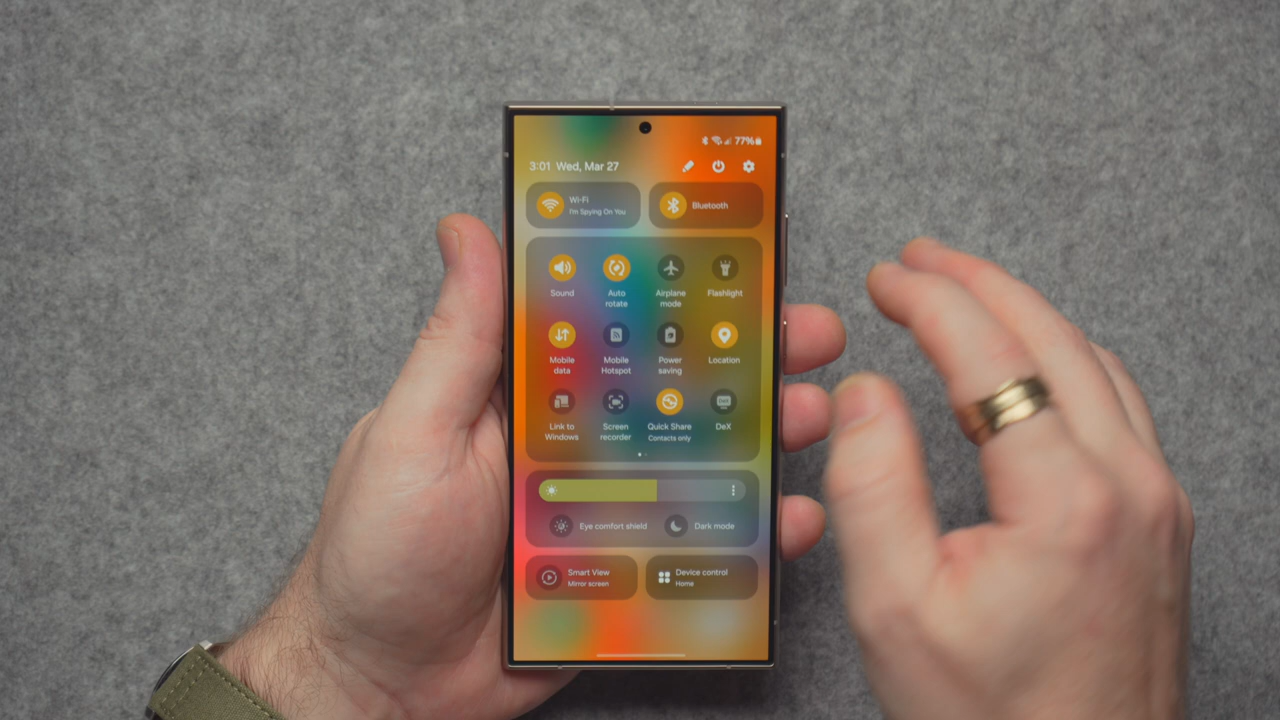 77%
3:01 Wed, Mar 27
Wi-Fi
I'm Spying On You
Bluetooth
Sound
Auto
rotate
Airplane
mode
Flashlight
Mobile
data
Mobile
Hotspot
Power
saving
Location
Link to
Windows
Screen
recorder
Quick Share
Contacts only
DeX
DeX
Eye comfort shield
Dark mode
Smart View
Mirror screen
Device control
Home